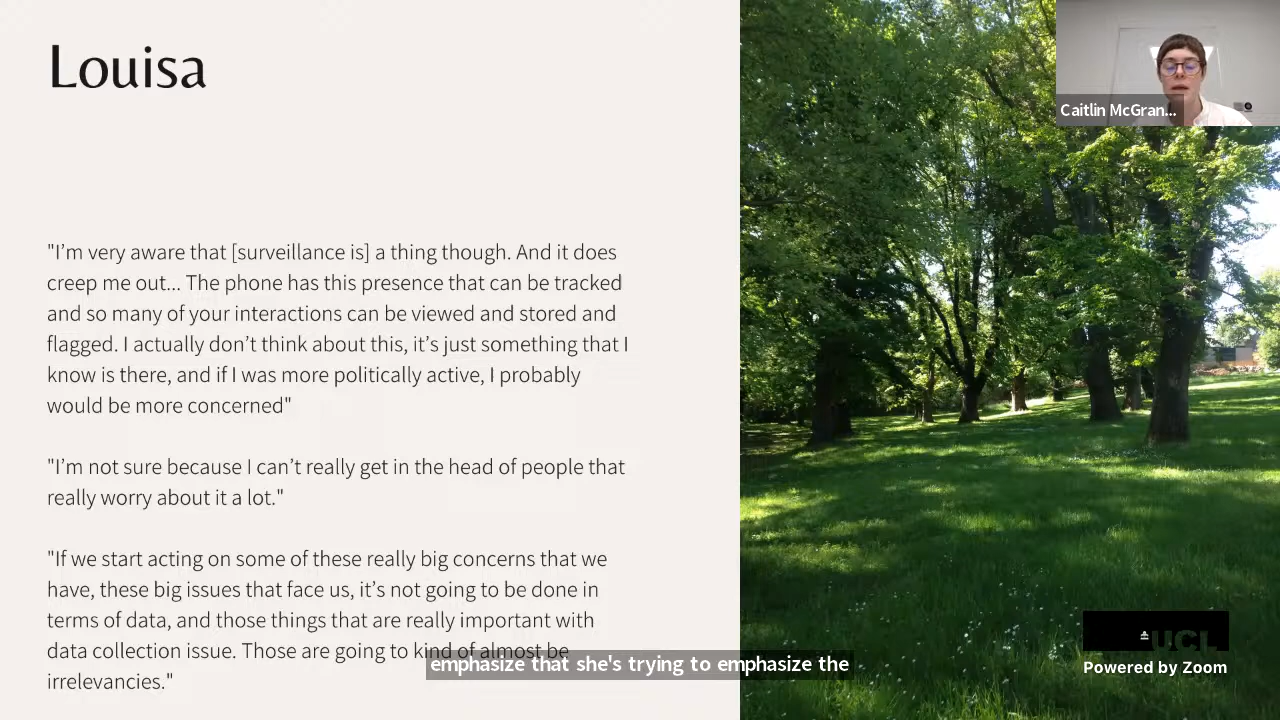 Louisa
Caitlin McGran...
"I’m very aware that [surveillance is] a thing though. And it does
creep me out... The phone has this presence that can be tracked
and so many of your interactions can be viewed and stored and
flagged. I actually don’t think about this, it’s just something that I
know is there, and if I was more politically active, I probably
would be more concerned"
"I’m not sure because I can’t really get in the head of people that
really worry about it a lot."
"If we start acting on some of these really big concerns that we
have, these big issues that face us, it’s not going to be done in
terms of data, and those things that are really important with
data collection issue. Those are going to kind of almost be
irrelevancies."
emphasize that she's trying to emphasize the
UCL
Powered by Zoom